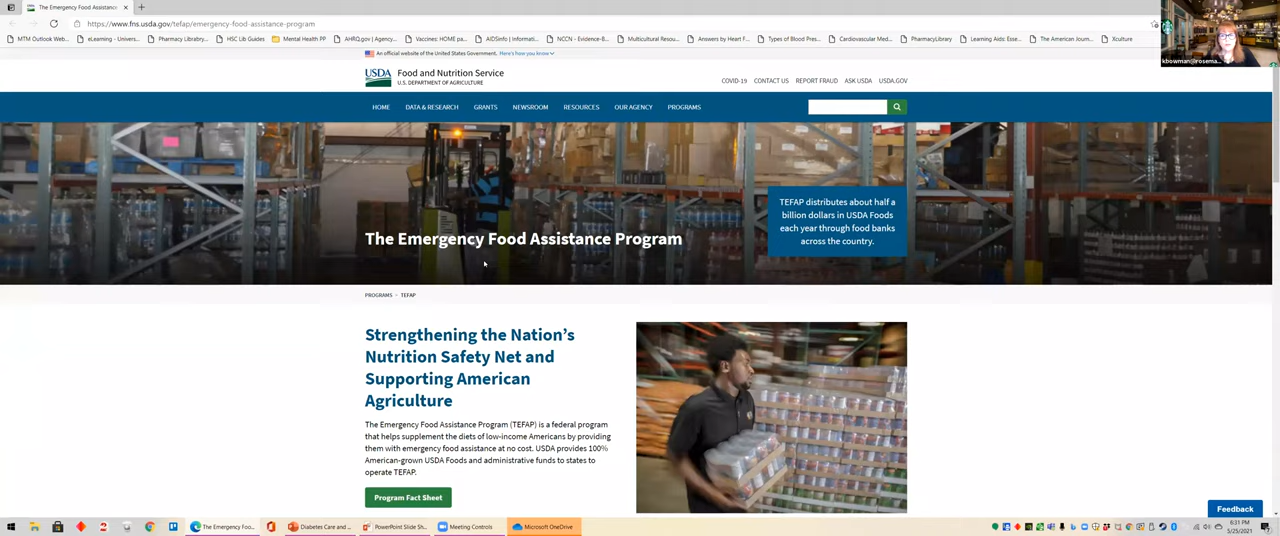 The Emergency Food Assistance
https://www.fns.usda.gov/tefap/emergency-food-assistance-program
MTM Outlook Web... eLearning - Univers... Pharmacy Librabry... HSC Lib Guides Mental Health PP AHRQ.gov | Agency... Vaccines: HOME pa... AIDSinfo | Informati... NCCN - Evidence-B... Multicultural Resou... Answers by Heart F... Types of Blood Pres... Cardiovascular Med... PharmacyLibrary Learning Aids: Esse... The American Journ... Xculture
kbowman@rosema...
An official website of the United States Government. Here's how you know
USDA Food and Nutrition Service
U.S. DEPARTMENT OF AGRICULTURE
COVID-19 CONTACT US REPORT FRAUD ASK USDA USDA.GOV
HOME DATA & RESEARCH GRANTS NEWSROOM RESOURCES OUR AGENCY PROGRAMS
The Emergency Food Assistance Program
TEFAP distributes about half a
billion dollars in USDA Foods
each year through food banks
across the country.
PROGRAMS > TEFAP
Strengthening the Nation's
Nutrition Safety Net and
Supporting American
Agriculture
The Emergency Food Assistance Program (TEFAP) is a federal program
that helps supplement the diets of low-income Americans by providing
them with emergency food assistance at no cost. USDA provides 100%
American-grown USDA Foods and administrative funds to states to
operate TEFAP.
Program Fact Sheet
Feedback
The Emergency Foo... Diabetes Care and ... PowerPoint Slide Sh... Meeting Controls Microsoft OneDrive
6:31 PM
5/25/2021